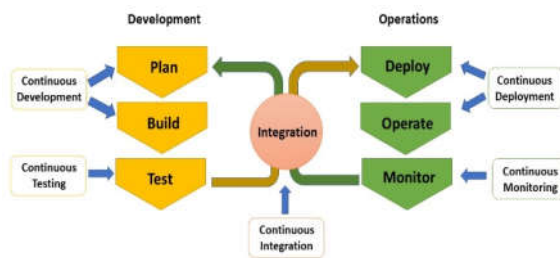 Development
Operations
Plan
Deploy
Continuous
Development
Continuous
Deployment
Build
Integration
Operate
Continuous
Testing
Test
Monitor
Continuous
Monitoring
Continuous
Integration